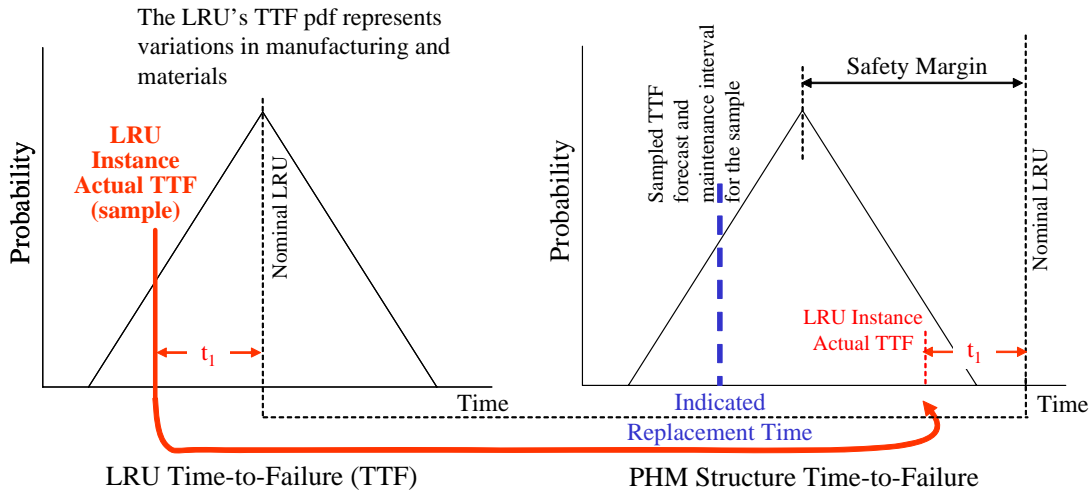 The LRU's TTF pdf represents
variations in manufacturing and
materials
LRU
Instance
Actual TTF
(sample)
Probability
Nominal LRU
t1
Time
LRU Time-to-Failure (TTF)
Safety Margin
Sampled TTF
forecast and
maintenance interval
for the sample
Probability
Nominal LRU
LRU Instance
Actual TTF
t1
Indicated
Replacement Time
Time
PHM Structure Time-to-Failure